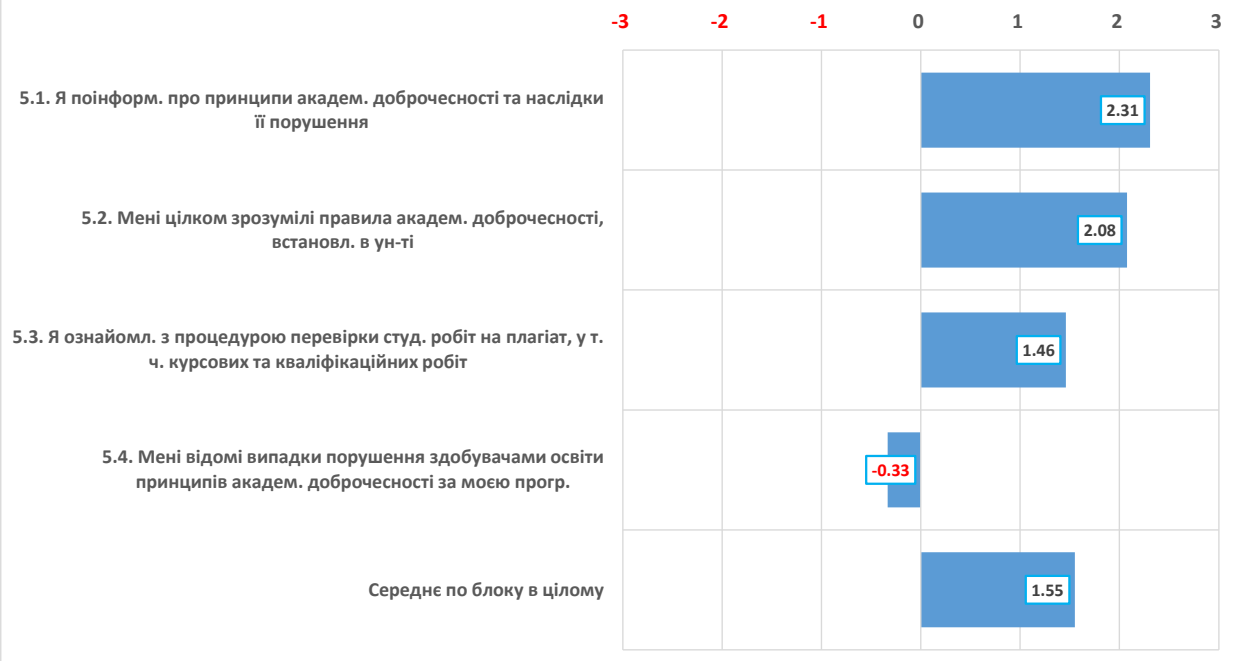 -3 -2 -1 0 1 2 3
5.1. Я поінформ. про принципи академ. доброчесності та наслідки
її порушення
2.31
5.2. Мені цілком зрозумілі правила академ. доброчесності,
встановл. в ун-ті
2.08
5.3. Я ознайомл. з процедурою перевірки студ. робіт на плагіат, у т.
ч. курсових та кваліфікаційних робіт
1.46
5.4. Мені відомі випадки порушення здобувачами освіти
принципів академ. доброчесності за моєю прогр.
-0.33
Середнє по блоку в цілому
1.55